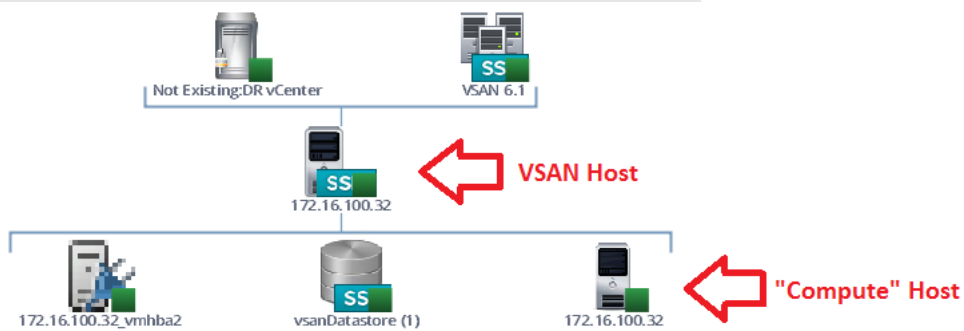 Not Existing:DR vCenter
SS
VSAN 6.1
SS
172.16.100.32
VSAN Host
172.16.100.32_vmhba2
SS
vsanDatastore (1)
172.16.100.32
"Compute" Host